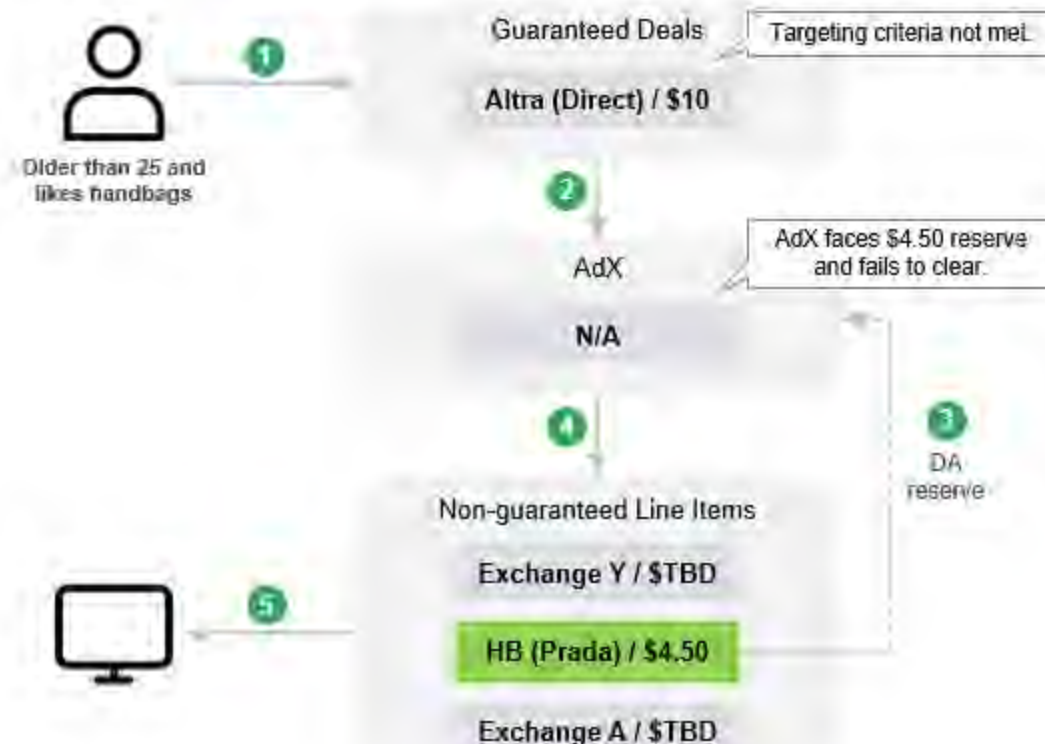 Guaranteed Deals
Targeting criteria not met.
1
Altra (Direct) / $10
Older than 25 and
likes handbags
2
AdX faces $4.50 reserve
and fails to clear.
AdX
N/A
3
4
DA
reserve
Non-guaranteed Line Items
Exchange Y / $TBD
5
HB (Prada) / $4.50
Exchange A / $TBD